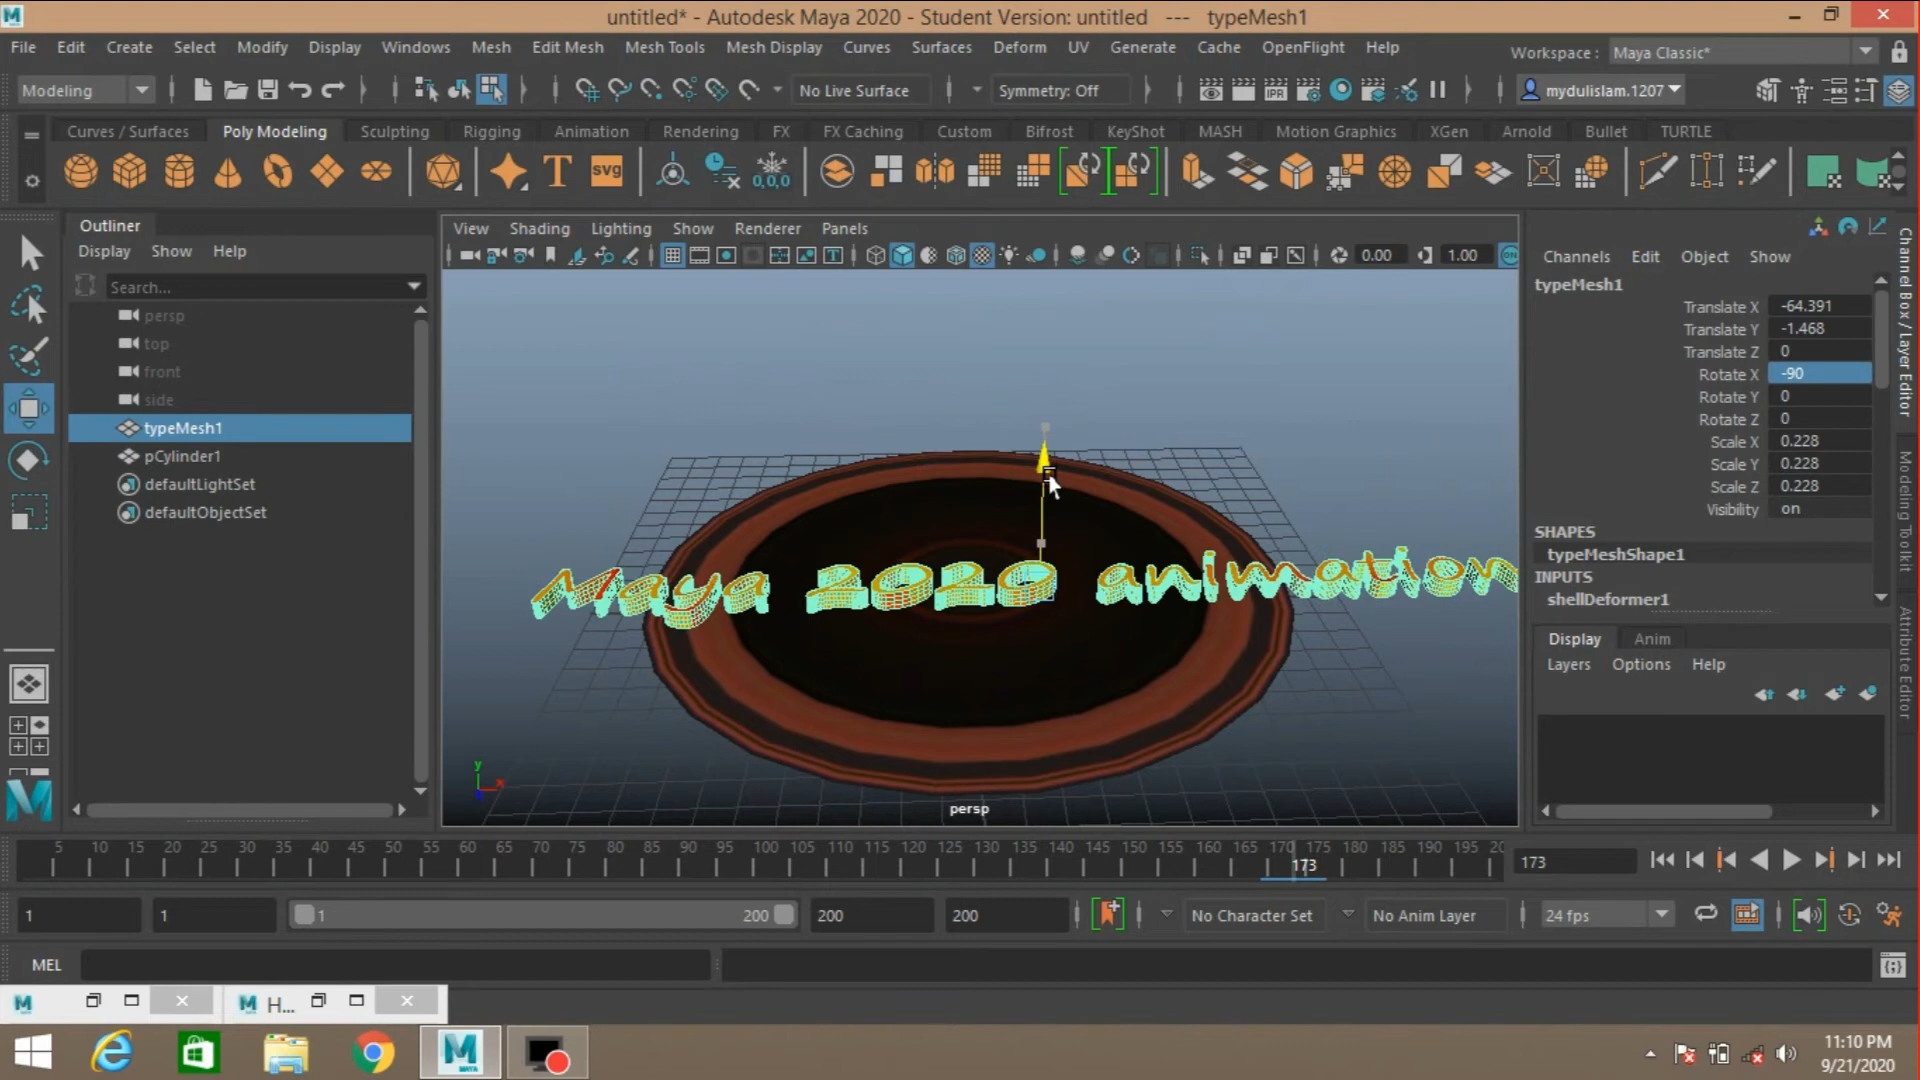 untitled* - Autodesk Maya 2020 - Student Version: untitled --- typeMesh1
File Edit Create Select Modify Display Windows Mesh Edit Mesh Mesh Tools Mesh Display Curves Surfaces Deform UV Generate Cache OpenFlight Help
Workspace : Maya Classic*
Modeling No Live Surface Symmetry: Off IPR mydulislam.1207
Curves / Surfaces Poly Modeling Sculpting Rigging Animation Rendering FX FX Caching Custom Bifrost KeyShot MASH Motion Graphics XGen Arnold Bullet TURTLE
T svg 0,0,0
Outliner
Display Show Help
Search...
persp
top
front
side
typeMesh1
pCylinder1
defaultLightSet
defaultObjectSet
View Shading Lighting Show Renderer Panels
0.00 1.00 ON
Maya 2020 animation
y
x
persp
Channels Edit Object Show
typeMesh1
Translate X -64.391
Translate Y -1.468
Translate Z 0
Rotate X -90
Rotate Y 0
Rotate Z 0
Scale X 0.228
Scale Y 0.228
Scale Z 0.228
Visibility on
SHAPES
typeMeshShape1
INPUTS
shellDeformer1
Display Anim
Layers Options Help
Channel Box / Layer Editor
Modeling Toolkit
Attribute Editor
5 10 15 20 25 30 35 40 45 50 55 60 65 70 75 80 85 90 95 100 105 110 115 120 125 130 135 140 145 150 155 160 165 170 175 180 185 190 195 20
173
173
1 1 1 200 200 200 No Character Set No Anim Layer 24 fps
MEL
H...
MAYA
11:10 PM
9/21/2020